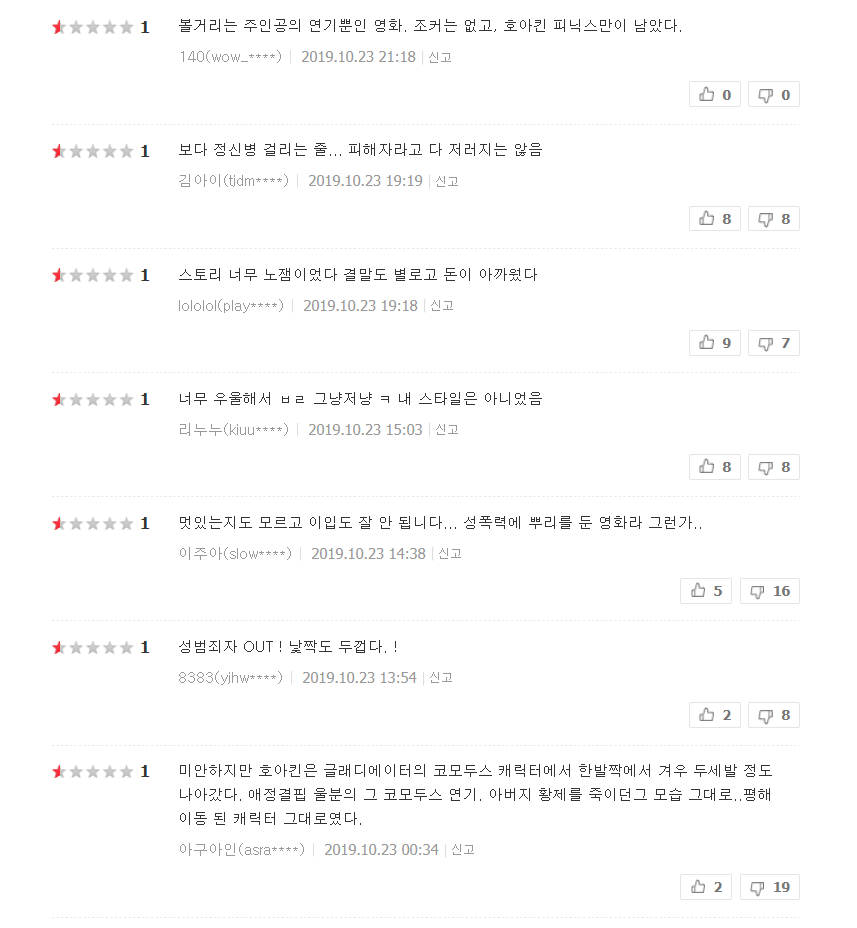 1 볼거리는 주인공의 연기뿐인 영화. 조커는 없고, 호아킨 피닉스만이 남았다.
140(wow_****) 2019.10.23 21:18 신고
0 0
1 보다 정신병 걸리는 줄... 피해자라고 다 저러지는 않음
김아이(tidm****) 2019.10.23 19:19 신고
8 8
1 스토리 너무 노잼이었다 결말도 별로고 돈이 아까웠다
lololol(play****) 2019.10.23 19:18 신고
9 7
1 너무 우울해서 ㅂㄹ 그냥저냥 ㅋ 내 스타일은 아니었음
리누누(kiuu****) 2019.10.23 15:03 신고
8 8
1 멋있는지도 모르고 이입도 잘 안 됩니다... 성폭력에 뿌리를 둔 영화라 그런가..
이주아(slow****) 2019.10.23 14:38 신고
5 16
1 성범죄자 OUT ! 낯짝도 두껍다. !
8383(yjhw****) 2019.10.23 13:54 신고
2 8
1 미안하지만 호아킨은 글래디에이터의 코모두스 캐릭터에서 한발짝에서 겨우 두세발 정도
나아갔다. 애정결핍 울분의 그 코모두스 연기. 아버지 황제를 죽이던그 모습 그대로..평해
이동 된 캐릭터 그대로였다.
아구아인(asra****) 2019.10.23 00:34 신고
2 19